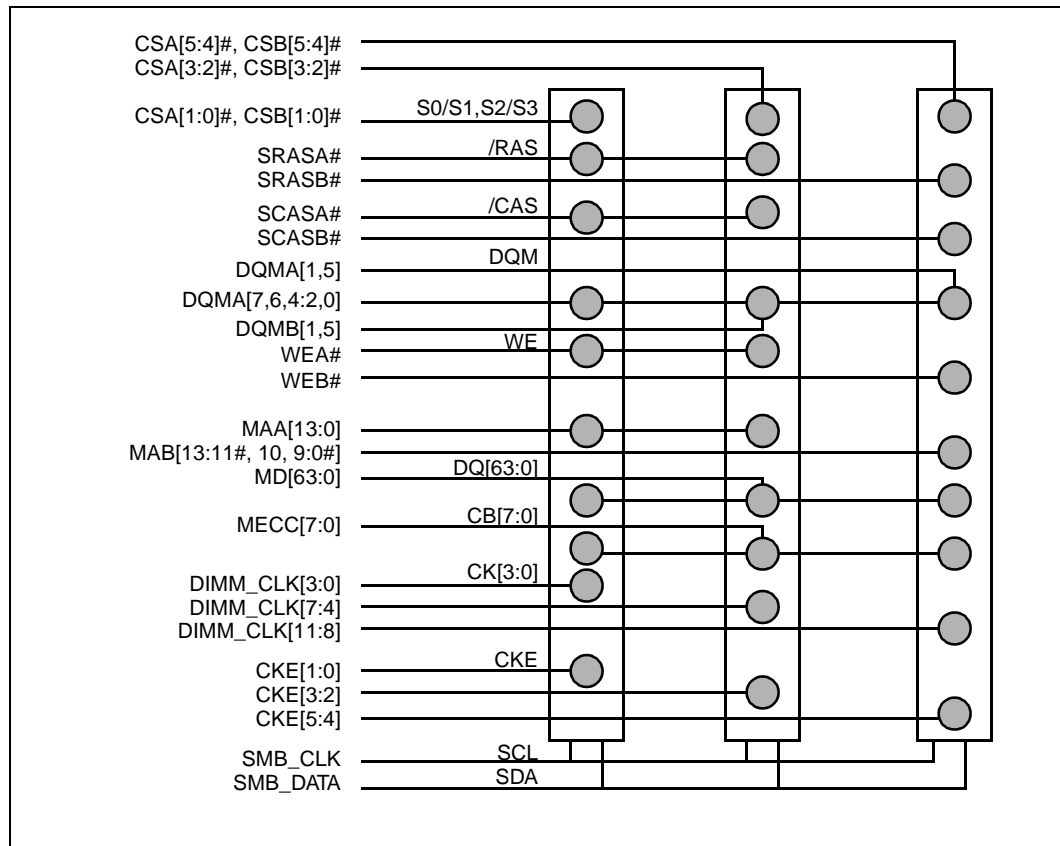 CSA[5:4]#, CSB[5:4]#
CSA[3:2]#, CSB[3:2]#
CSA[1:0]#, CSB[1:0]#
S0/S1,S2/S3
SRASA#
/RAS
SRASB#
SCASA#
/CAS
SCASB#
DQM
DQMA[1,5]
DQMA[7,6,4:2,0]
DQMB[1,5]
WEA#
WE
WEB#
MAA[13:0]
MAB[13:11#, 10, 9:0#]
MD[63:0]
DQ[63:0]
MECC[7:0]
CB[7:0]
DIMM_CLK[3:0]
CK[3:0]
DIMM_CLK[7:4]
DIMM_CLK[11:8]
CKE[1:0]
CKE
CKE[3:2]
CKE[5:4]
SMB_CLK
SCL
SMB_DATA
SDA